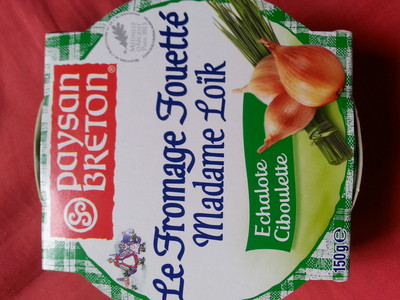 paysan
BRETON®
Le Fromage Fouetté
Madame Loïk
Echalote
Ciboulette
150g e